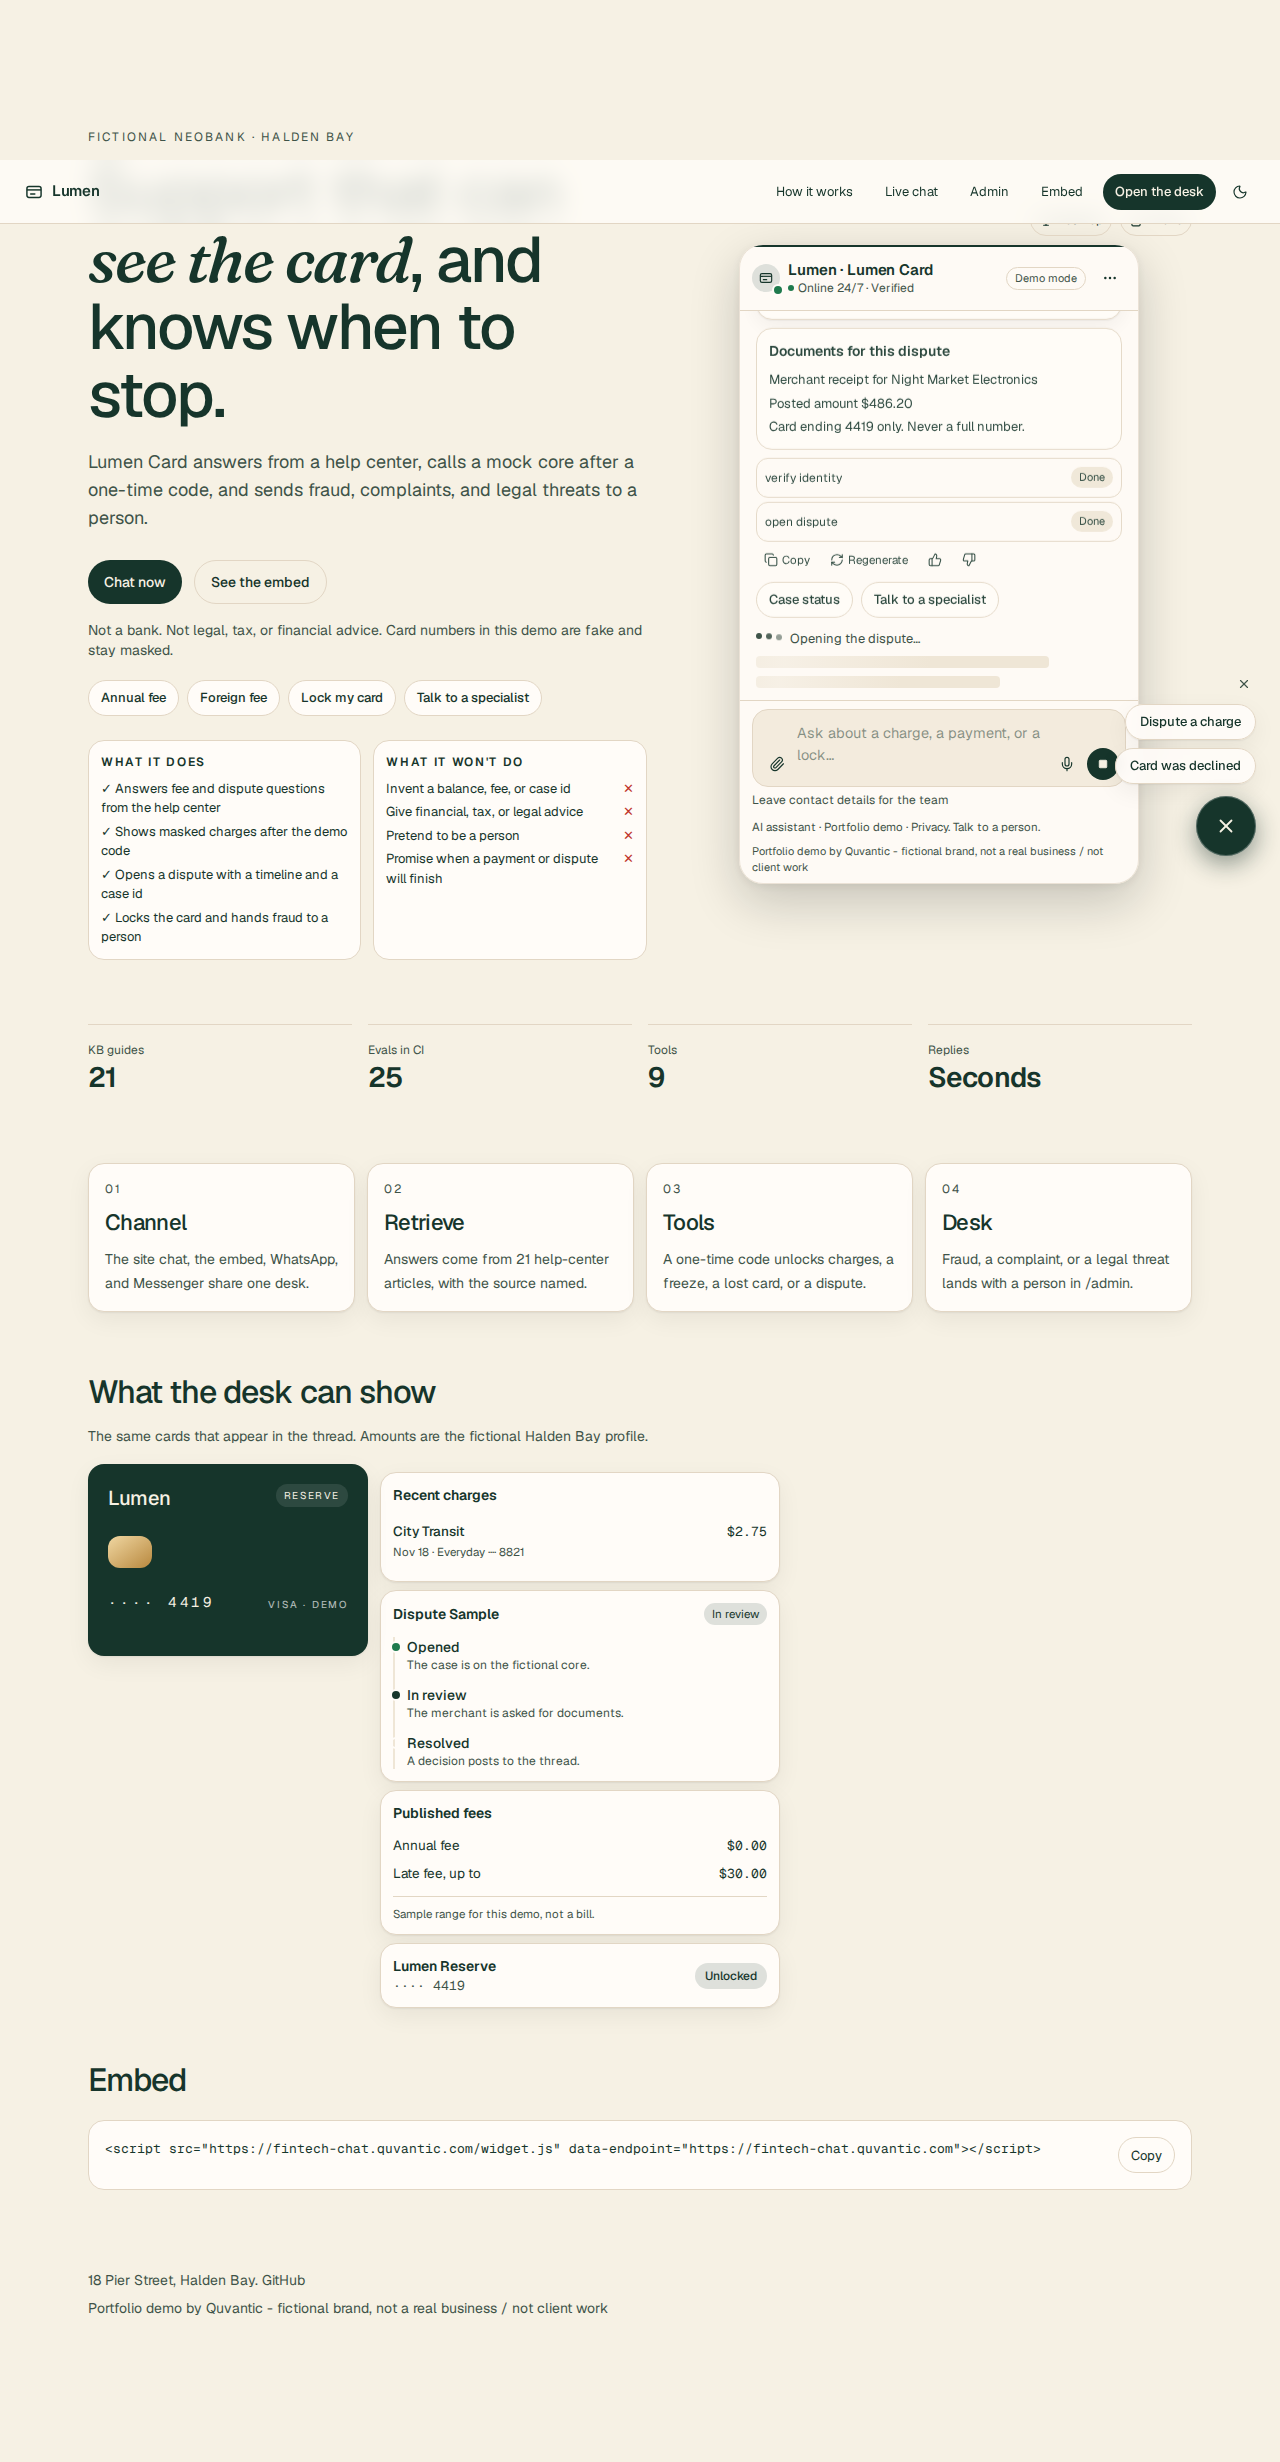 FICTIONAL NEOBANK · HALDEN BAY
Lumen
How it works
Live chat
Admin
Embed
Open the desk
Support that can
see the card, and
knows when to
stop.
Lumen Card answers from a help center, calls a mock core after a
one-time code, and sends fraud, complaints, and legal threats to a
person.
Chat now
See the embed
Not a bank. Not legal, tax, or financial advice. Card numbers in this demo are fake and
stay masked.
Annual fee
Foreign fee
Lock my card
Talk to a specialist
WHAT IT DOES
✓ Answers fee and dispute questions
from the help center
✓ Shows masked charges after the demo
code
✓ Opens a dispute with a timeline and a
case id
✓ Locks the card and hands fraud to a
person
WHAT IT WON'T DO
Invent a balance, fee, or case id ✕
Give financial, tax, or legal advice ✕
Pretend to be a person ✕
Promise when a payment or dispute ✕
will finish
Lumen · Lumen Card
Online 24/7 · Verified
Demo mode
Documents for this dispute
Merchant receipt for Night Market Electronics
Posted amount $486.20
Card ending 4419 only. Never a full number.
verify identity
Done
open dispute
Done
Copy
Regenerate
Case status
Talk to a specialist
Opening the dispute…
Ask about a charge, a payment, or a
lock…
Leave contact details for the team
AI assistant · Portfolio demo · Privacy. Talk to a person.
Portfolio demo by Quvantic - fictional brand, not a real business / not
client work
Dispute a charge
Card was declined
KB guides
21
Evals in CI
25
Tools
9
Replies
Seconds
01
Channel
The site chat, the embed, WhatsApp,
and Messenger share one desk.
02
Retrieve
Answers come from 21 help-center
articles, with the source named.
03
Tools
A one-time code unlocks charges, a
freeze, a lost card, or a dispute.
04
Desk
Fraud, a complaint, or a legal threat
lands with a person in /admin.
What the desk can show
The same cards that appear in the thread. Amounts are the fictional Halden Bay profile.
Lumen
RESERVE
···· 4419
VISA · DEMO
Recent charges
City Transit
$2.75
Nov 18 · Everyday ···· 8821
Dispute Sample
In review
Opened
The case is on the fictional core.
In review
The merchant is asked for documents.
Resolved
A decision posts to the thread.
Published fees
Annual fee
$0.00
Late fee, up to
$30.00
Sample range for this demo, not a bill.
Lumen Reserve
···· 4419
Unlocked
Embed
<script src="https://fintech-chat.quvantic.com/widget.js" data-endpoint="https://fintech-chat.quvantic.com"></script>
Copy
18 Pier Street, Halden Bay. GitHub
Portfolio demo by Quvantic - fictional brand, not a real business / not client work